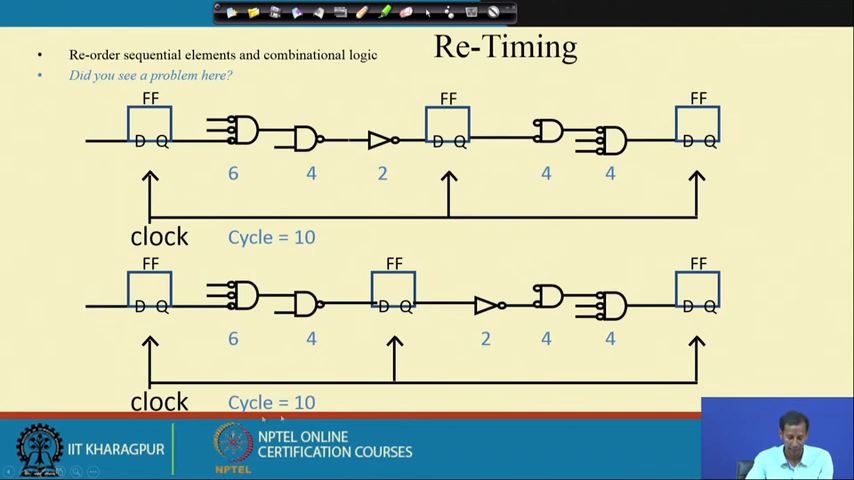 Re-Timing
• Re-order sequential elements and combinational logic
• Did you see a problem here?
FF FF FF
D Q D Q D Q
6 4 2 4 4
clock Cycle = 10
FF FF FF
D Q D Q D Q
6 4 2 4 4
clock Cycle = 10
IIT KHARAGPUR
NPTEL
NPTEL ONLINE
CERTIFICATION COURSES